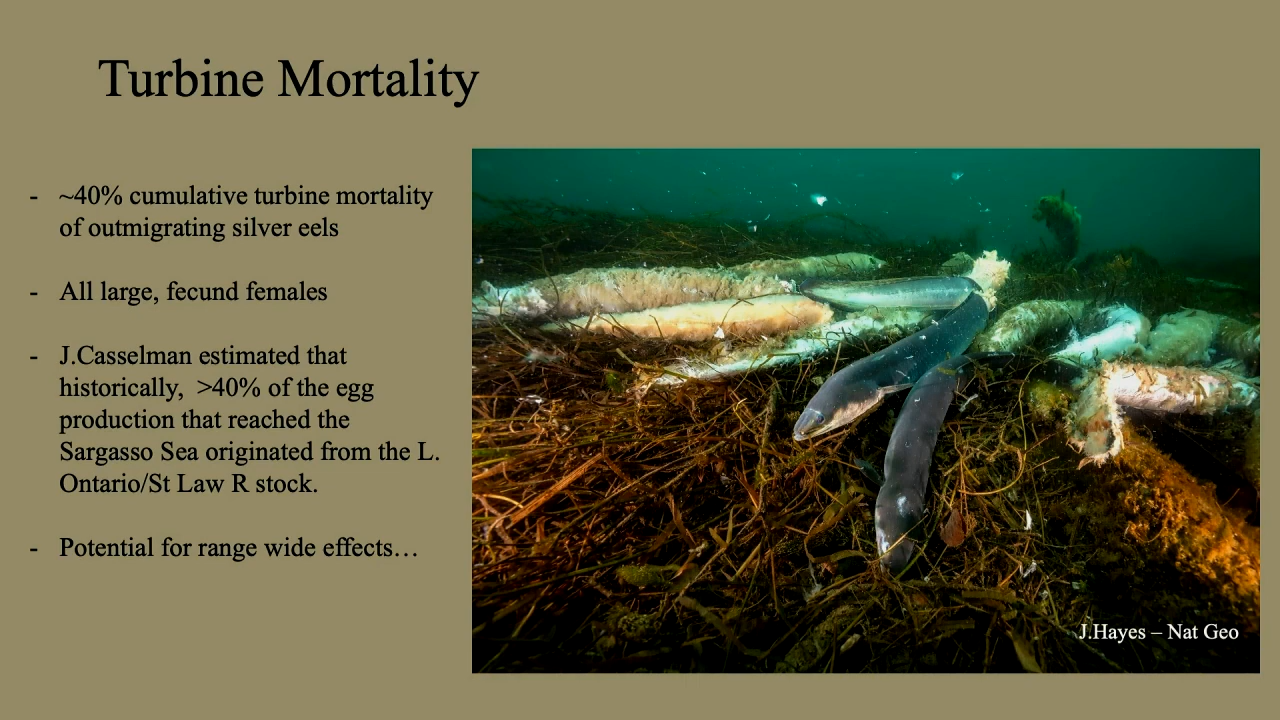 Turbine Mortality
- ~40% cumulative turbine mortality
of outmigrating silver eels
- All large, fecund females
- J.Casselman estimated that
historically,  >40% of the egg
production that reached the
Sargasso Sea originated from the L.
Ontario/St Law R stock.
- Potential for range wide effects…
J.Hayes – Nat Geo